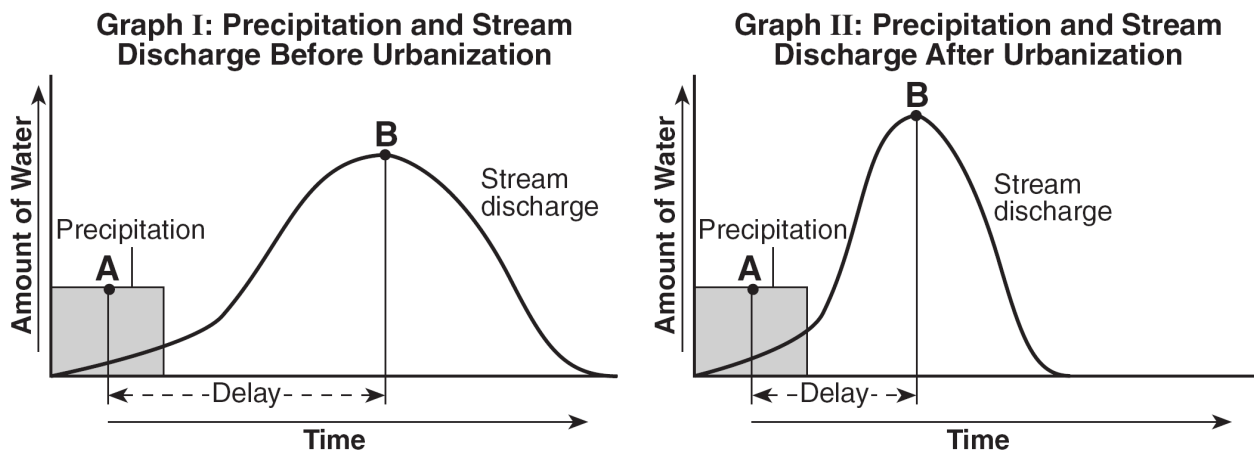 Graph I: Precipitation and Stream
Discharge Before Urbanization
Amount of Water
Precipitation
A
B
Stream
discharge
Delay
Time
Graph II: Precipitation and Stream
Discharge After Urbanization
Amount of Water
Precipitation
A
B
Stream
discharge
Delay
Time